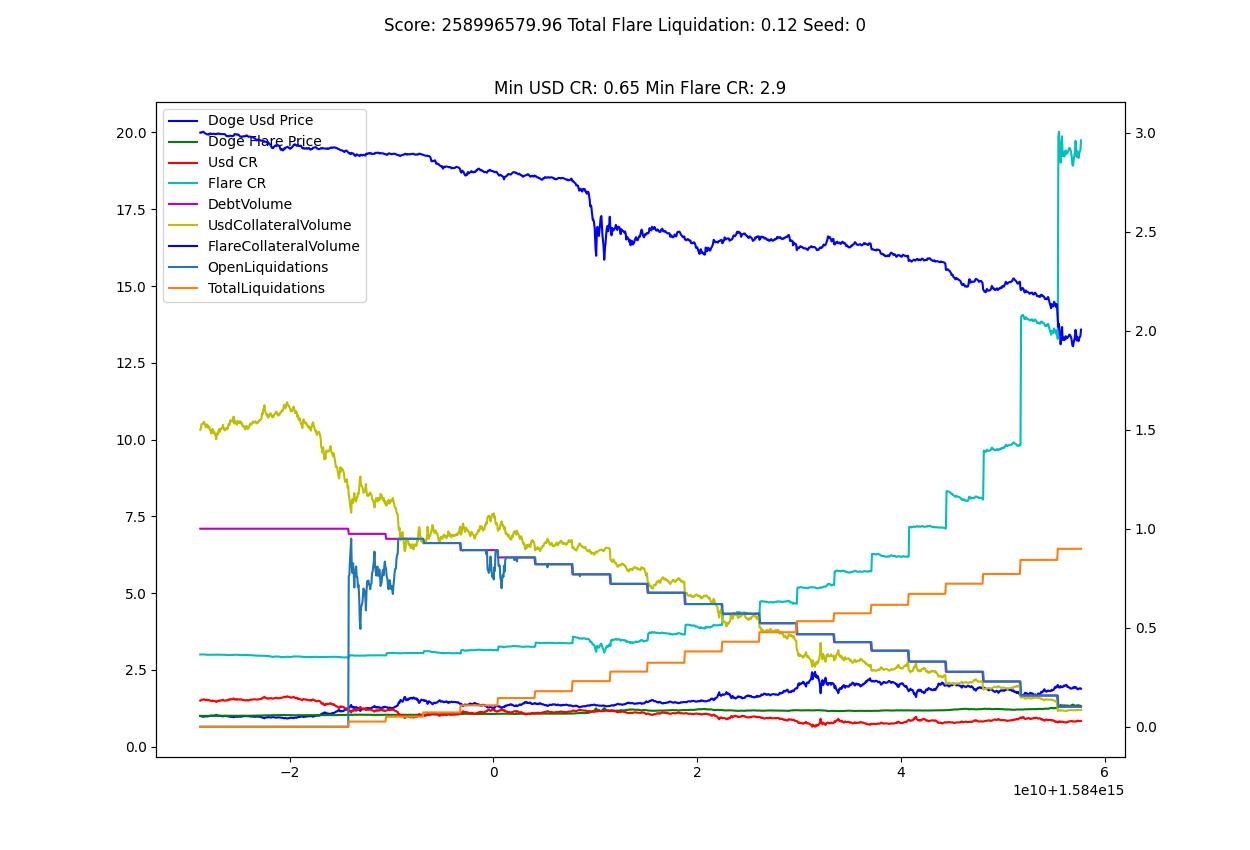 Score: 258996579.96 Total Flare Liquidation: 0.12 Seed: 0
Min USD CR: 0.65 Min Flare CR: 2.9
Doge Usd Price
Doge Flare Price
Usd CR
Flare CR
DebtVolume
UsdCollateralVolume
FlareCollateralVolume
OpenLiquidations
TotalLiquidations
20.0
17.5
15.0
12.5
10.0
7.5
5.0
2.5
0.0
3.0
2.5
2.0
1.5
1.0
0.5
0.0
−2
0
2
4
6
1e10+1.584e15